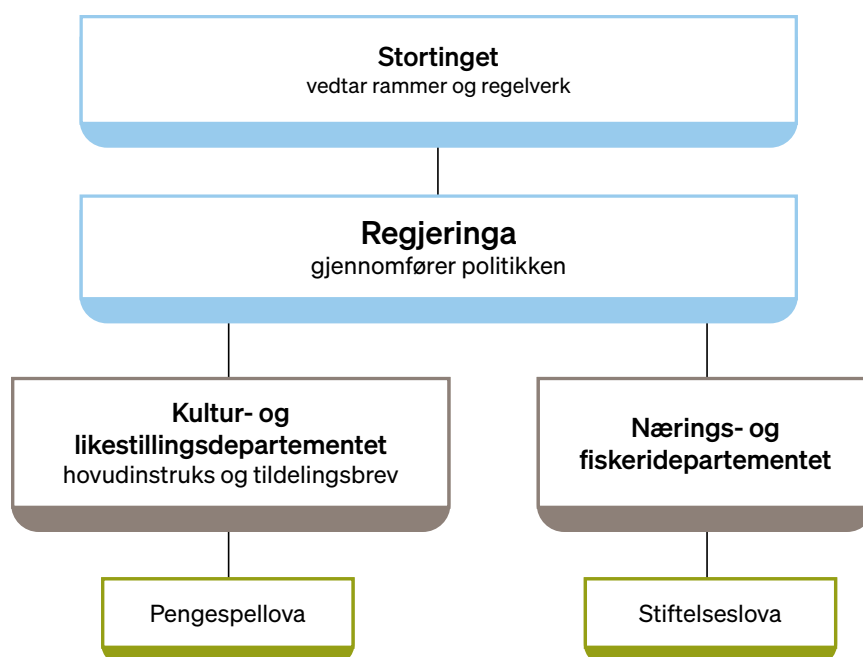 Stortinget
vedtar rammer og regelverk
Regjeringa
gjennomfører politikken
Kultur- og
likestillingsdepartementet
hovudinstruks og tildelingsbrev
Nærings- og
fiskeridepartementet
Pengespellova
Stiftelseslova